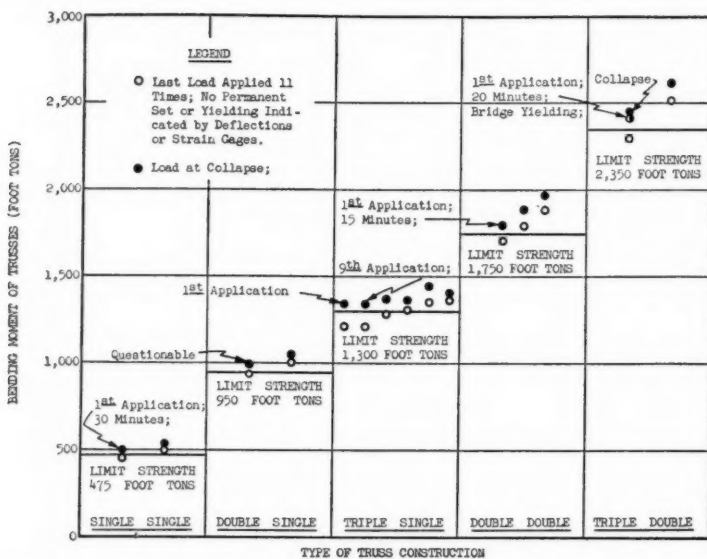 3,000
LEGEND
Last Load Applied 11
Times; No Permanent
Set or Yielding Indi-
cated by Deflections
or Strain Gages.
Load at Collapse;
1st Application;
20 Minutes;
Bridge Yielding;
Collapse
2,500
LIMIT STRENGTH
2,350 FOOT TONS
2,000
1st Application;
15 Minutes;
LIMIT STRENGTH
1,750 FOOT TONS
9th Application;
1,500
1st Application
LIMIT STRENGTH
1,300 FOOT TONS
Questionable
1,000
LIMIT STRENGTH
950 FOOT TONS
1st Application;
30 Minutes;
500
LIMIT STRENGTH
475 FOOT TONS
0
SINGLE SINGLE
DOUBLE SINGLE
TRIPLE SINGLE
DOUBLE DOUBLE
TRIPLE DOUBLE
TYPE OF TRUSS CONSTRUCTION
BENDING MOMENT OF TRUSSES (FOOT TONS)